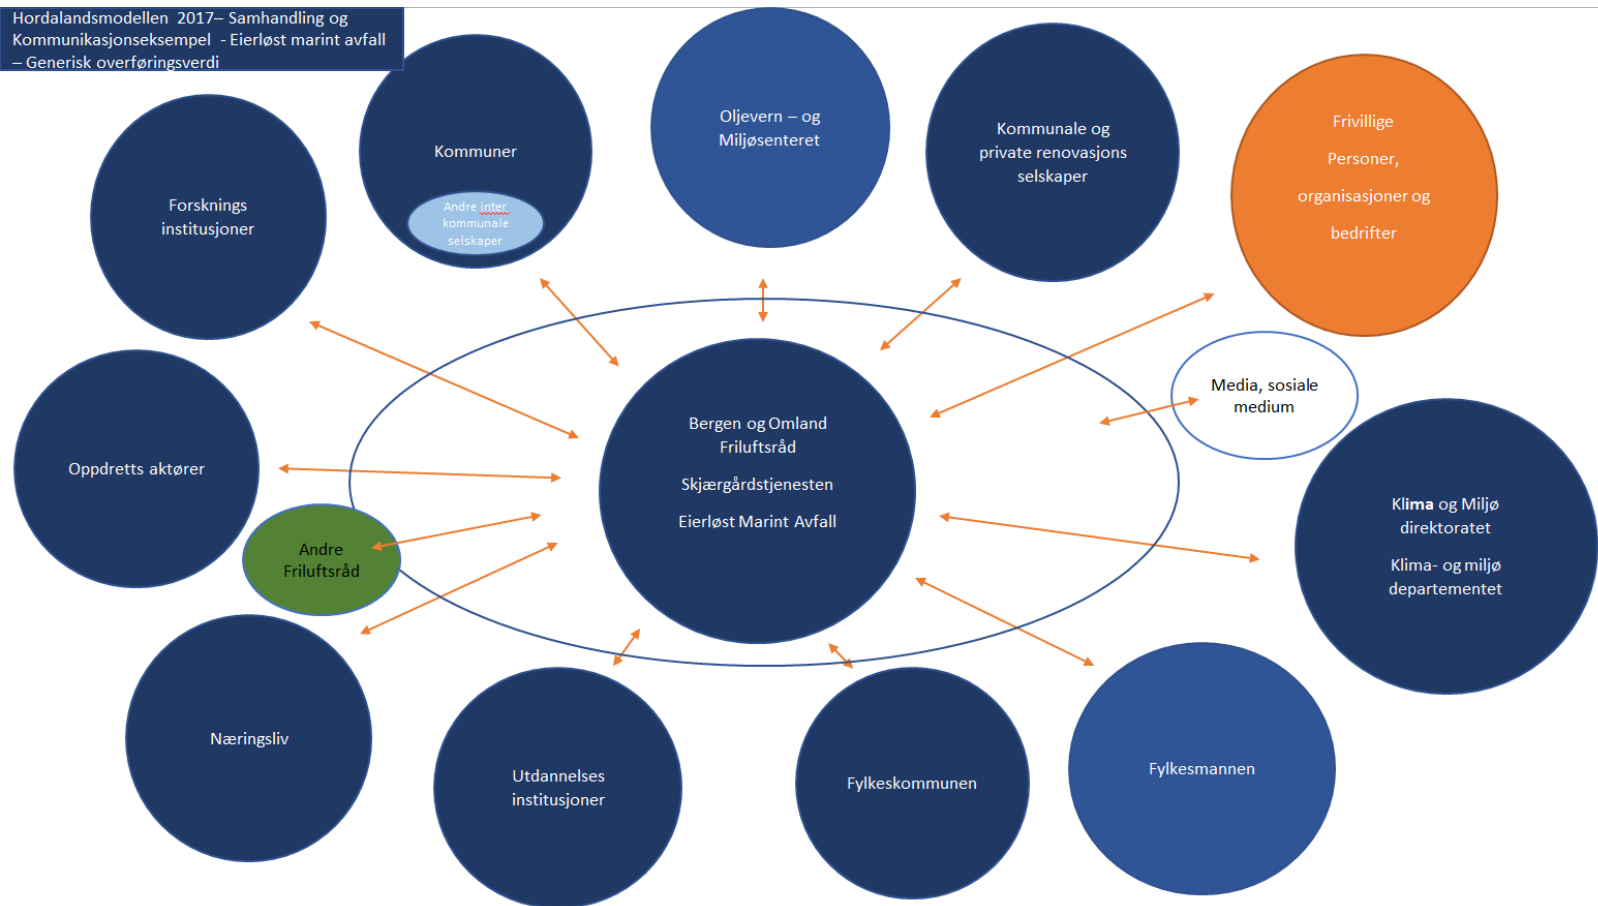 Hordalandsmodellen 2017– Samhandling og
Kommunikasjonseksempel - Eierløst marint avfall
– Generisk overføringsverdi
Kommuner
Andre inter
kommunale
selskaper
Oljevern – og
Miljøsenteret
Kommunale og
private renovasjons
selskaper
Frivillige
Personer,
organisasjoner og
bedrifter
Forsknings
institusjoner
Media, sosiale
medium
Oppdretts aktører
Bergen og Omland
Friluftsråd
Skjærgårdstjenesten
Eierløst Marint Avfall
Klima og Miljø
direktoratet
Klima- og miljø
departementet
Andre
Friluftsråd
Næringsliv
Utdannelses
institusjoner
Fylkeskommunen
Fylkesmannen